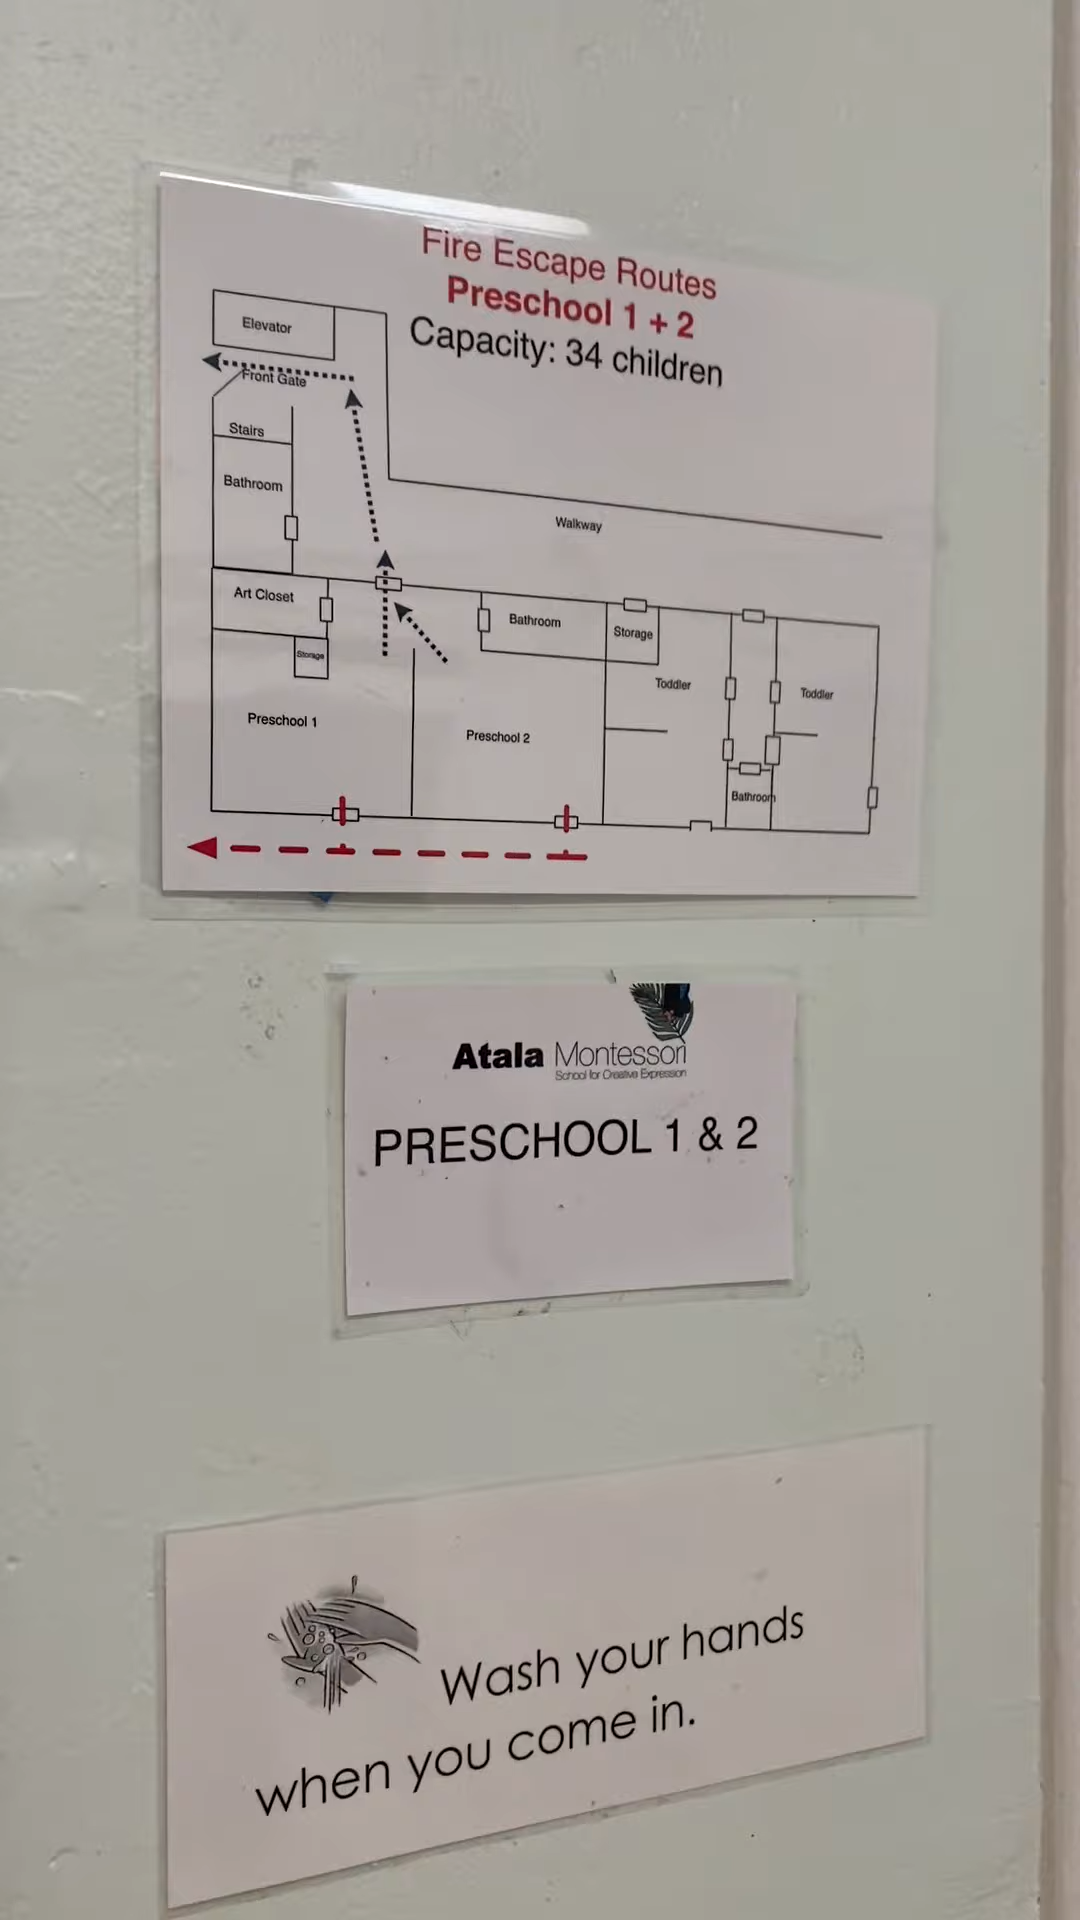 Fire Escape Routes
Preschool 1 + 2
Capacity: 34 children
Elevator
Front Gate
Stairs
Bathroom
Walkway
Art Closet
Storage
Bathroom
Storage
Toddler
Toddler
Preschool 1
Preschool 2
Bathroom
Atala Montessori
School for Creative Expression
PRESCHOOL 1 & 2
Wash your hands
when you come in.